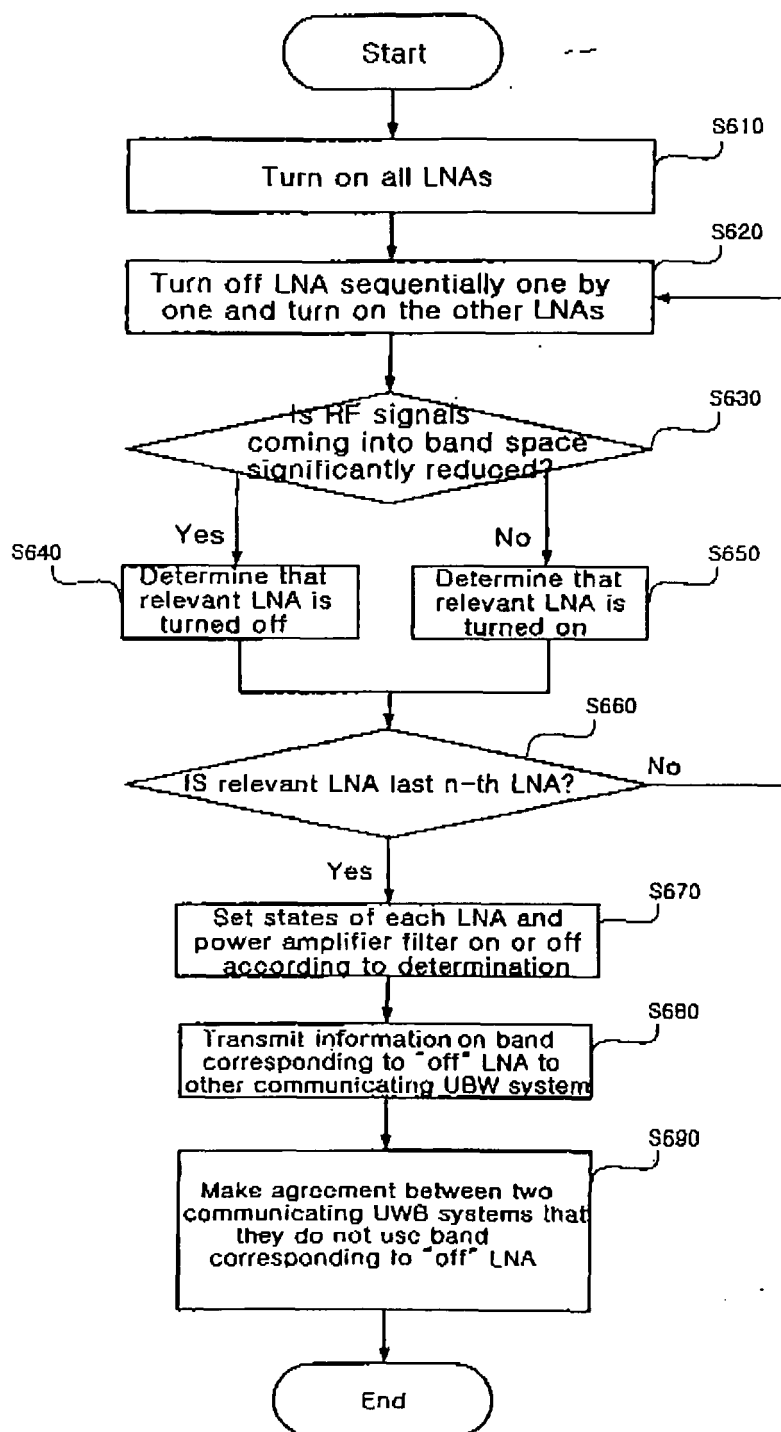 Start
S610
Turn on all LNAs
S620
Turn off LNA sequentially one by
one and turn on the other LNAs
S630
Is RF signals
coming into band space
significantly reduced?
Yes
No
S640
Determine that
relevant LNA is
turned off
S650
Determine that
relevant LNA is
turned on
S660
IS relevant LNA last n-th LNA?
No
Yes
S670
Set states of each LNA and
power amplifier filter on or off
according to determination
S680
Transmit information on band
corresponding to "off" LNA to
other communicating UBW system
S690
Make agreement between two
communicating UWB systems that
they do not use band
corresponding to "off" LNA
End